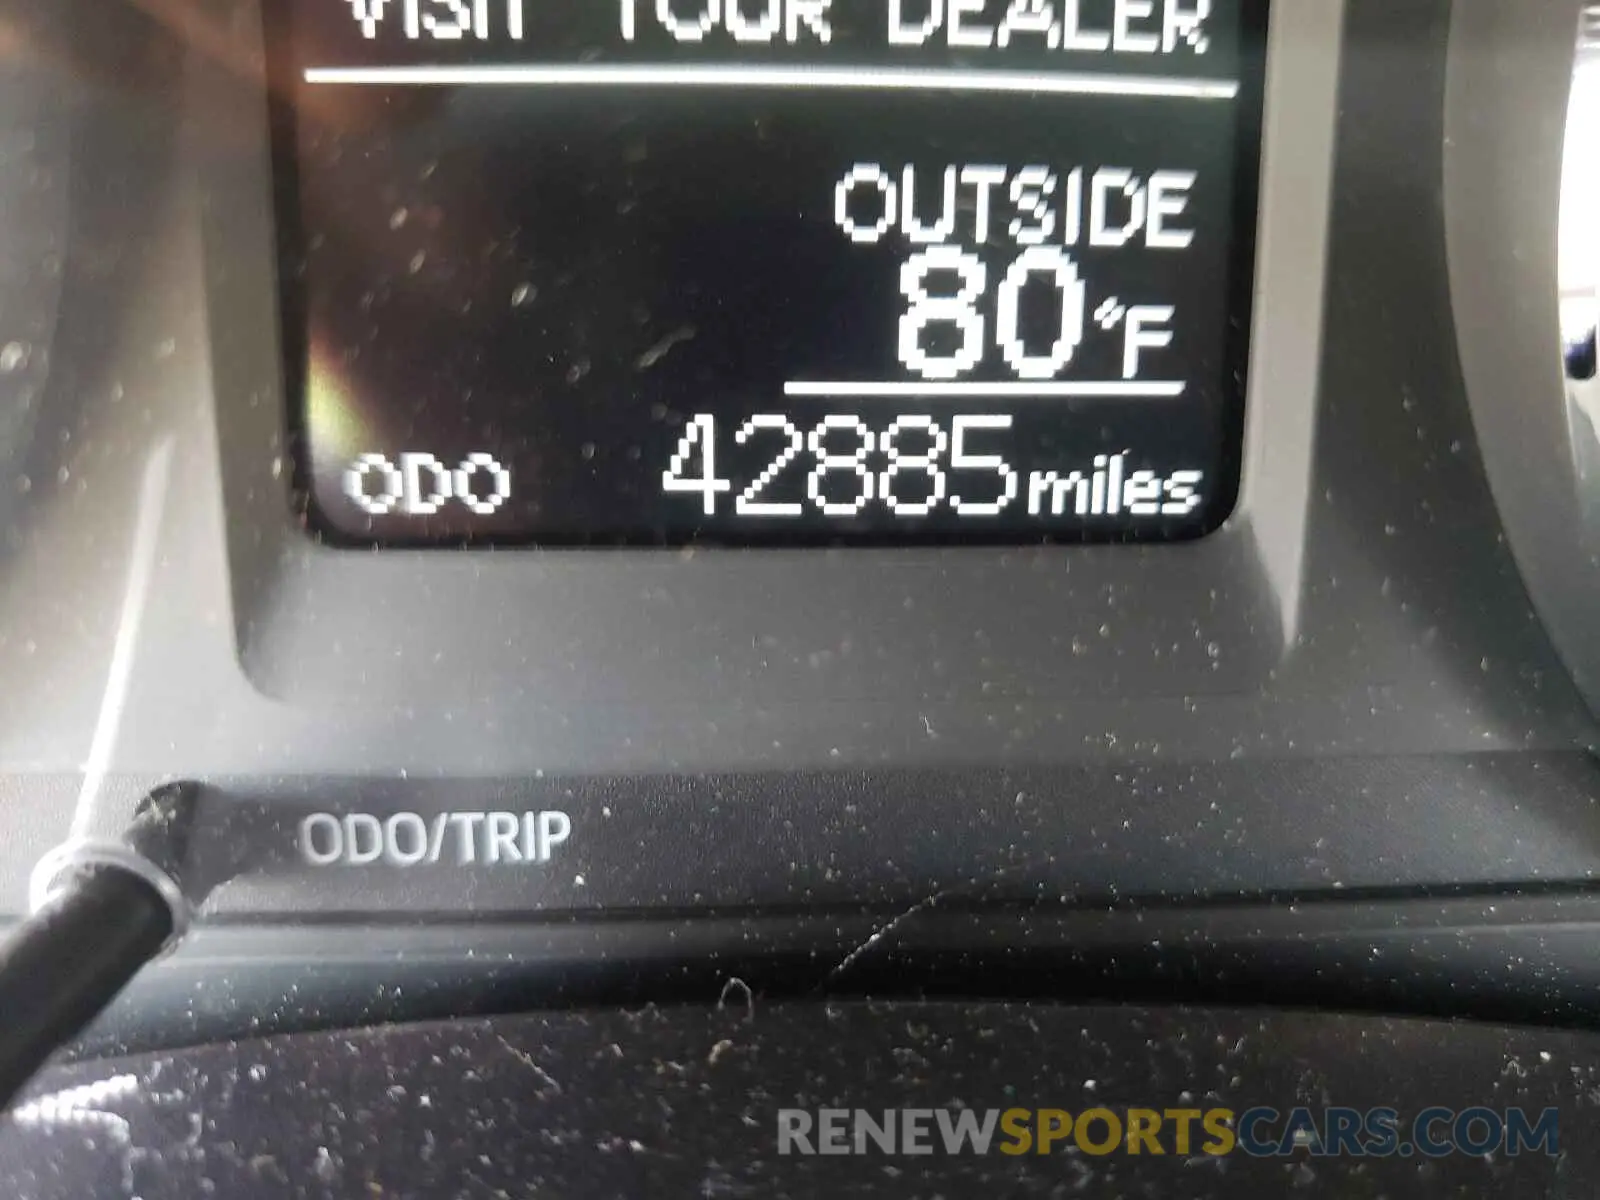 VISIT YOUR DEALER
OUTSIDE
80°F
ODO 42885 miles
ODO/TRIP
RENEWSPORTSCARS.COM